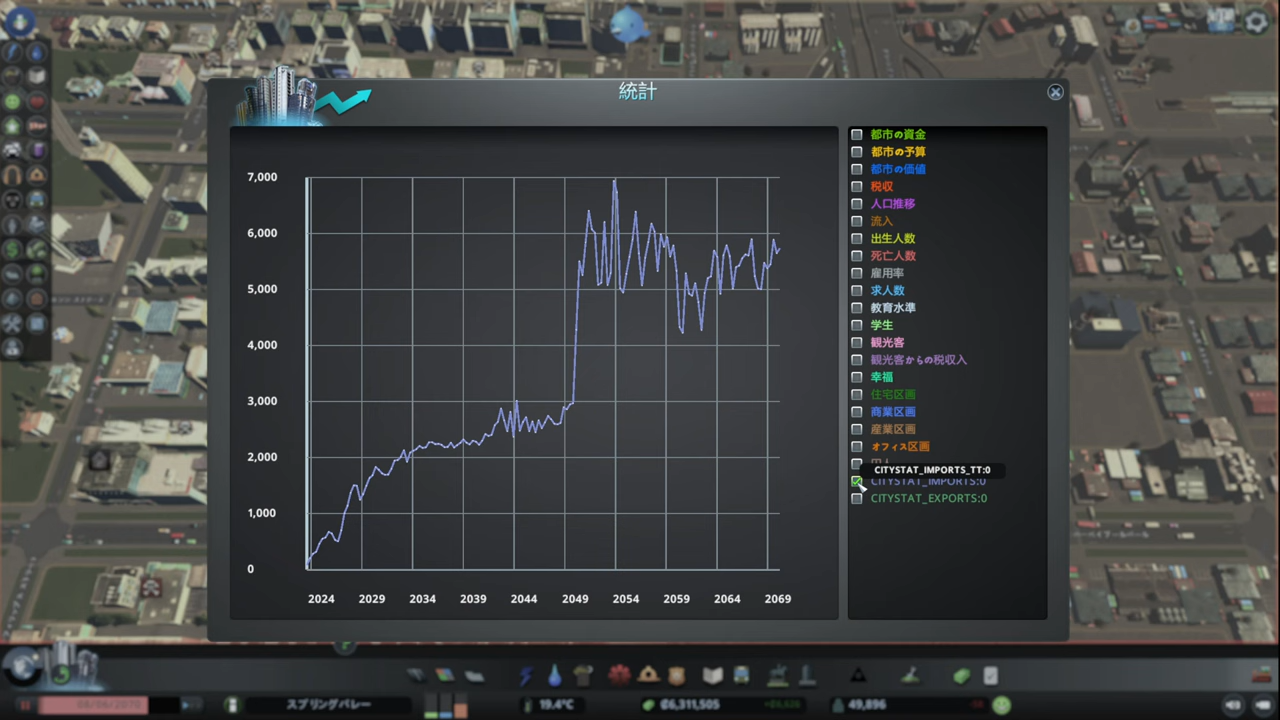 統計
都市の資金
都市の予算
都市の価値
税収
人口推移
流入
出生人数
死亡人数
雇用率
求人数
教育水準
学生
観光客
観光客からの税収入
幸福
住宅区画
商業区画
産業区画
オフィス区画
CITYSTAT_IMPORTS_TT:0
CITYSTAT_IMPORTS:0
CITYSTAT_EXPORTS:0
7,000
6,000
5,000
4,000
3,000
2,000
1,000
0
2024 2029 2034 2039 2044 2049 2054 2059 2064 2069
08/06/2070
スプリングバレー
19.4°C
₡6,311,505
49,896